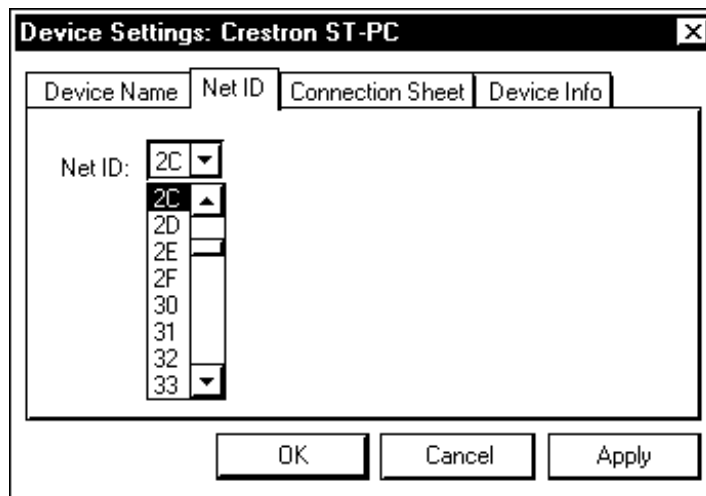 Device Settings: Crestron ST-PC
Device Name Net ID Connection Sheet Device Info
Net ID: 2C
2C
2D
2E
2F
30
31
32
33
OK Cancel Apply